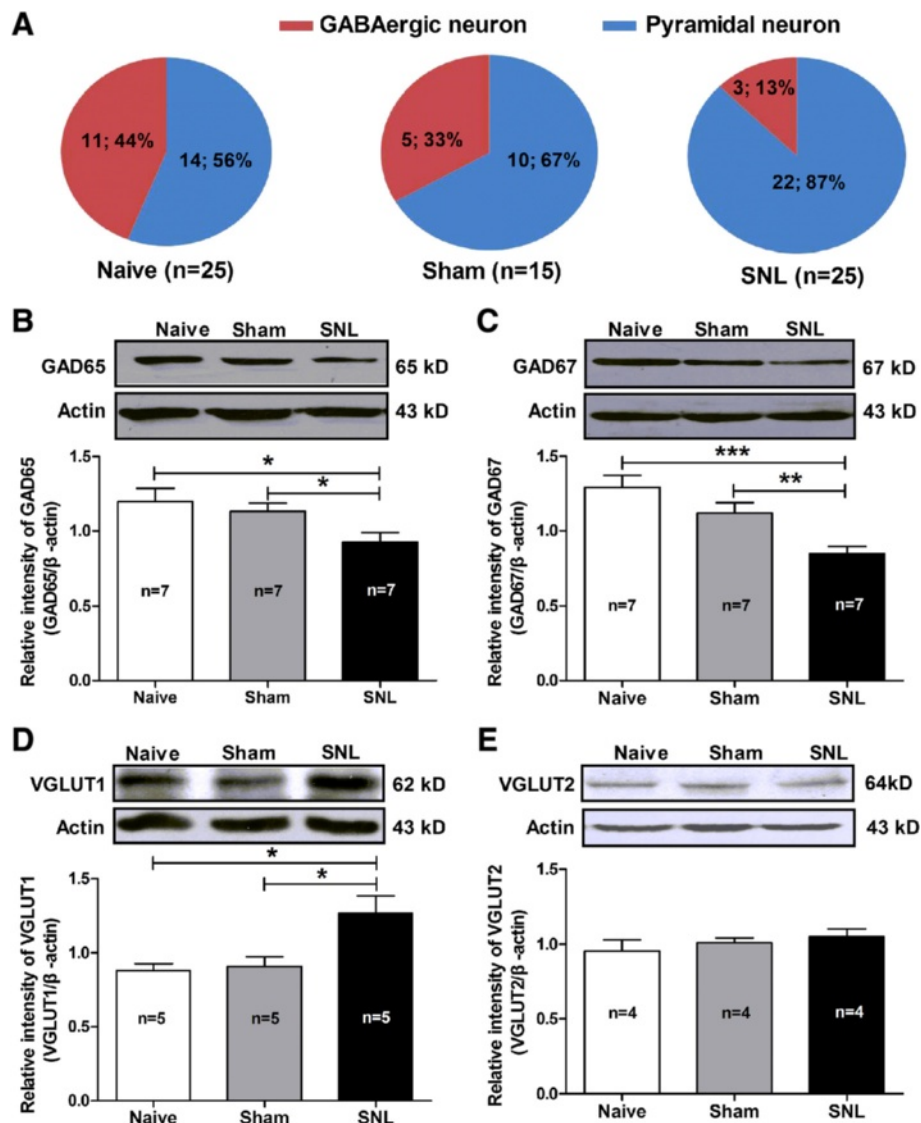 A
GABAergic neuron Pyramidal neuron
11; 44%
14; 56%
Naive (n=25)
5; 33%
10; 67%
Sham (n=15)
3; 13%
22; 87%
SNL (n=25)
B
Naive Sham SNL
GAD65 65 kD
Actin 43 kD
Relative intensity of GAD65
(GAD65/β -actin)
1.5
1.0
0.5
0.0
*
*
n=7 n=7 n=7
Naive Sham SNL
C
Naive Sham SNL
GAD67 67 kD
Actin 43 kD
Relative intensity of GAD67
(GAD67/β -actin)
1.5
1.0
0.5
0.0
***
**
n=7 n=7 n=7
Naive Sham SNL
D
Naive Sham SNL
VGLUT1 62 kD
Actin 43 kD
Relative intensity of VGLUT1
(VGLUT1/β -actin)
1.5
1.0
0.5
0.0
*
*
n=5 n=5 n=5
Naive Sham SNL
E
Naive Sham SNL
VGLUT2 64kD
Actin 43 kD
Relative intensity of VGLUT2
(VGLUT2/β -actin)
1.5
1.0
0.5
0.0
n=4 n=4 n=4
Naive Sham SNL